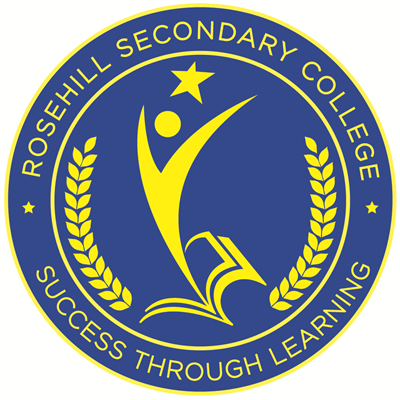 ROSEHILL SECONDARY COLLEGE
SUCCESS THROUGH LEARNING